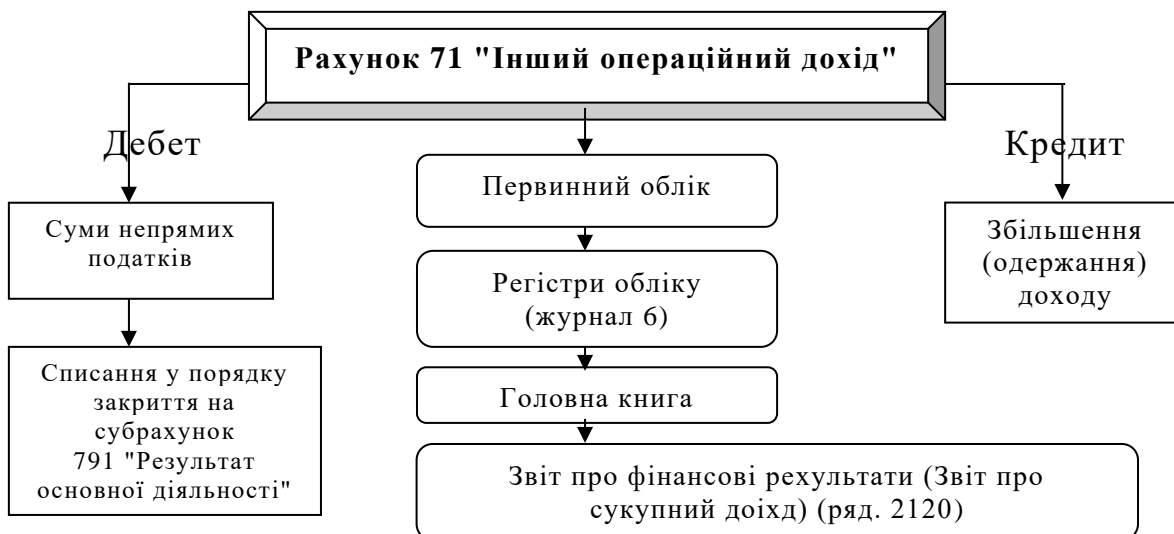 Рахунок 71 "Інший операційний дохід"
Дебет
Суми непрямих
податків
Списання у порядку
закриття на
субрахунок
791 "Результат
основної діяльності"
Первинний облік
Регістри обліку
(журнал 6)
Головна книга
Звіт про фінансові рехультати (Звіт про
сукупний доіхд) (ряд. 2120)
Кредит
Збільшення
(одержання)
доходу